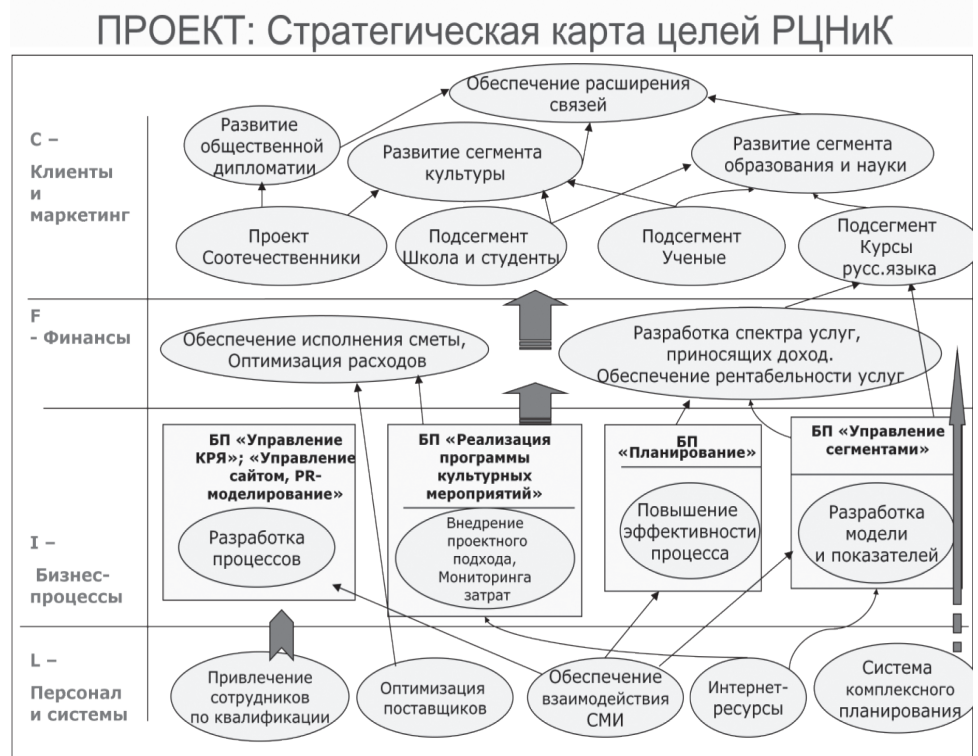 ПРОЕКТ: Стратегическая карта целей РЦНиК
С –
Клиенты
и
маркетинг
Обеспечение расширения
связей
Развитие
общественной
дипломатии
Развитие сегмента
культуры
Развитие сегмента
образования и науки
Проект
Соотечественники
Подсегмент
Школа и студенты
Подсегмент
Ученые
Подсегмент
Курсы
русс.языка
F
- Финансы
Обеспечение исполнения сметы,
Оптимизация расходов
Разработка спектра услуг,
приносящих доход.
Обеспечение рентабельности услуг
I –
Бизнес-
процессы
БП «Управление
КРЯ»; «Управление
сайтом, PR-
моделирование»
Разработка
процессов
БП «Реализация
программы
культурных
мероприятий»
Внедрение
проектного
подхода,
Мониторинга
затрат
БП
«Планирование»
Повышение
эффективности
процесса
БП «Управление
сегментами»
Разработка
модели
и показателей
L –
Персонал
и системы
Привлечение
сотрудников
по квалификации
Оптимизация
поставщиков
Обеспечение
взаимодействия
СМИ
Интернет-
ресурсы
Система
комплексного
планирования